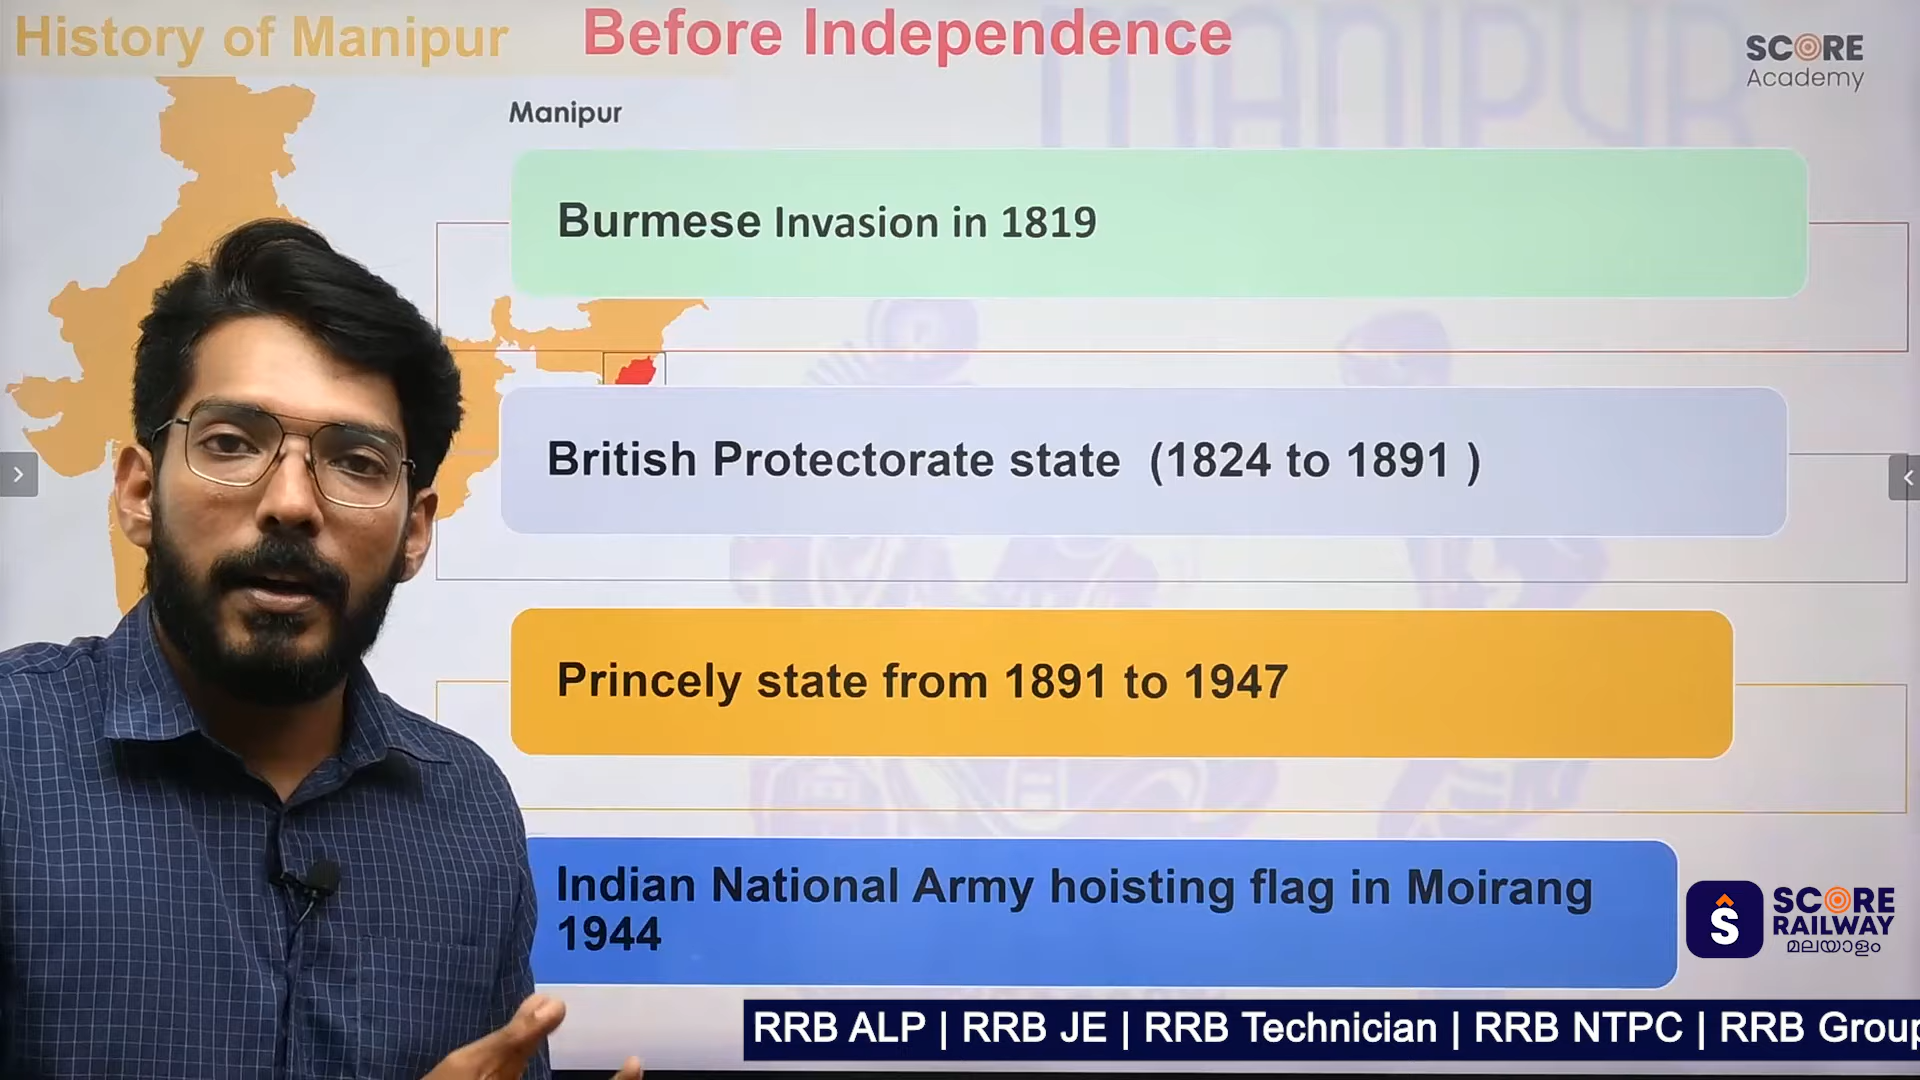 History of Manipur
Before Independence
MANIPUR
SCORE
Academy
Manipur
Burmese Invasion in 1819
British Protectorate state (1824 to 1891 )
Princely state from 1891 to 1947
Indian National Army hoisting flag in Moirang
1944
S
SCORE
RAILWAY
മലയാളം
RRB ALP | RRB JE | RRB Technician | RRB NTPC | RRB Group